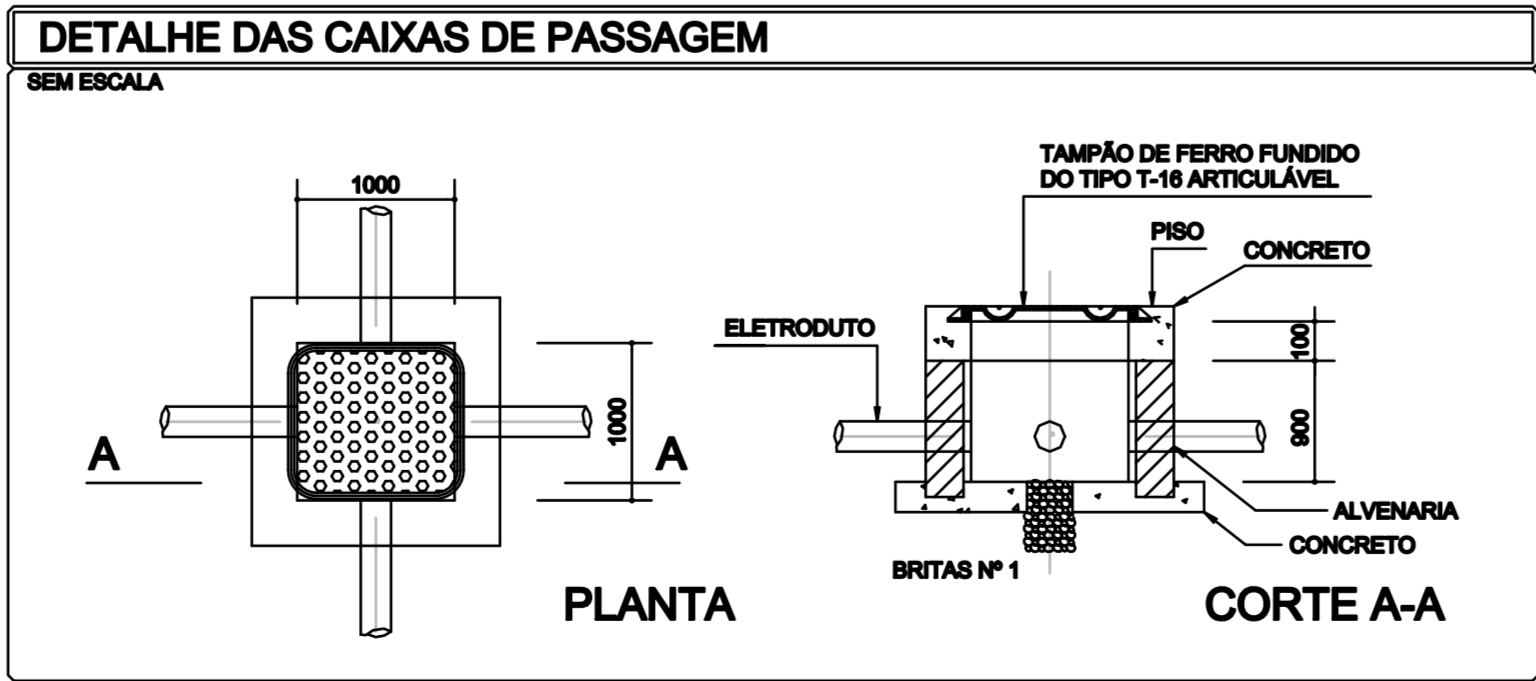 DETALHE DAS CAIXAS DE PASSAGEM
SEM ESCALA
1000
1000
A
A
PLANTA
TAMPÃO DE FERRO FUNDIDO
DO TIPO T-16 ARTICULÁVEL
PISO
CONCRETO
ELETRODUTO
100
900
ALVENARIA
CONCRETO
BRITAS Nº 1
CORTE A-A